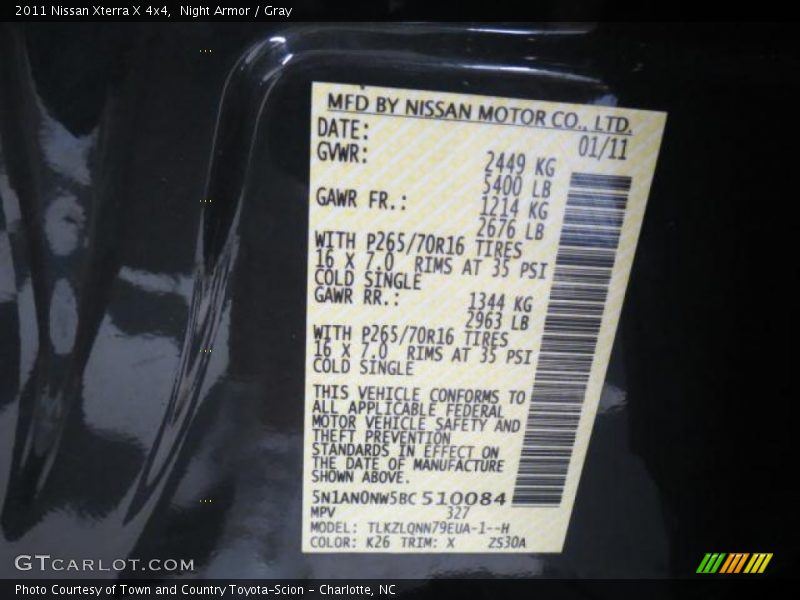 2011 Nissan Xterra X 4x4,  Night Armor / Gray
MFD BY NISSAN MOTOR CO., LTD.
DATE: 01/11
GVWR: 2449 KG
5400 LB
GAWR FR.: 1214 KG
2676 LB
WITH P265/70R16 TIRES
16 X 7.0 RIMS AT 35 PSI
COLD SINGLE
GAWR RR.: 1344 KG
2963 LB
WITH P265/70R16 TIRES
16 X 7.0 RIMS AT 35 PSI
COLD SINGLE
THIS VEHICLE CONFORMS TO
ALL APPLICABLE FEDERAL
MOTOR VEHICLE SAFETY AND
THEFT PREVENTION
STANDARDS IN EFFECT ON
THE DATE OF MANUFACTURE
SHOWN ABOVE.
5N1AN0NW5BC 510084
MPV 327
MODEL: TLKZLQNN79EUA-1--H
COLOR: K26 TRIM: X ZS30A
GTCARLOT.COM
Photo Courtesy of Town and Country Toyota-Scion - Charlotte, NC